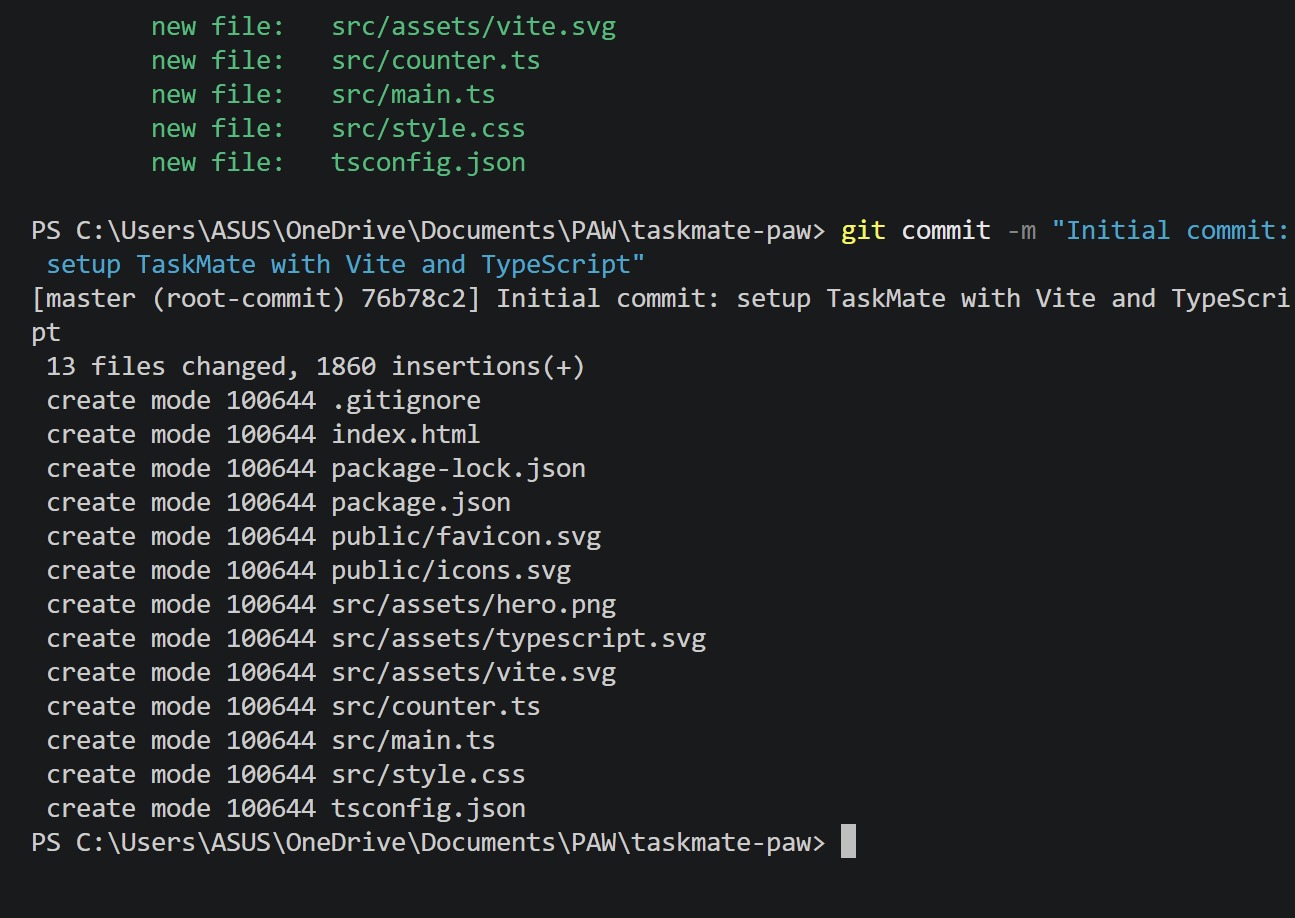 new file:   src/assets/vite.svg
new file:   src/counter.ts
new file:   src/main.ts
new file:   src/style.css
new file:   tsconfig.json
PS C:\Users\ASUS\OneDrive\Documents\PAW\taskmate-paw> git commit -m "Initial commit:
 setup TaskMate with Vite and TypeScript"
[master (root-commit) 76b78c2] Initial commit: setup TaskMate with Vite and TypeScri
pt
 13 files changed, 1860 insertions(+)
 create mode 100644 .gitignore
 create mode 100644 index.html
 create mode 100644 package-lock.json
 create mode 100644 package.json
 create mode 100644 public/favicon.svg
 create mode 100644 public/icons.svg
 create mode 100644 src/assets/hero.png
 create mode 100644 src/assets/typescript.svg
 create mode 100644 src/assets/vite.svg
 create mode 100644 src/counter.ts
 create mode 100644 src/main.ts
 create mode 100644 src/style.css
 create mode 100644 tsconfig.json
PS C:\Users\ASUS\OneDrive\Documents\PAW\taskmate-paw>